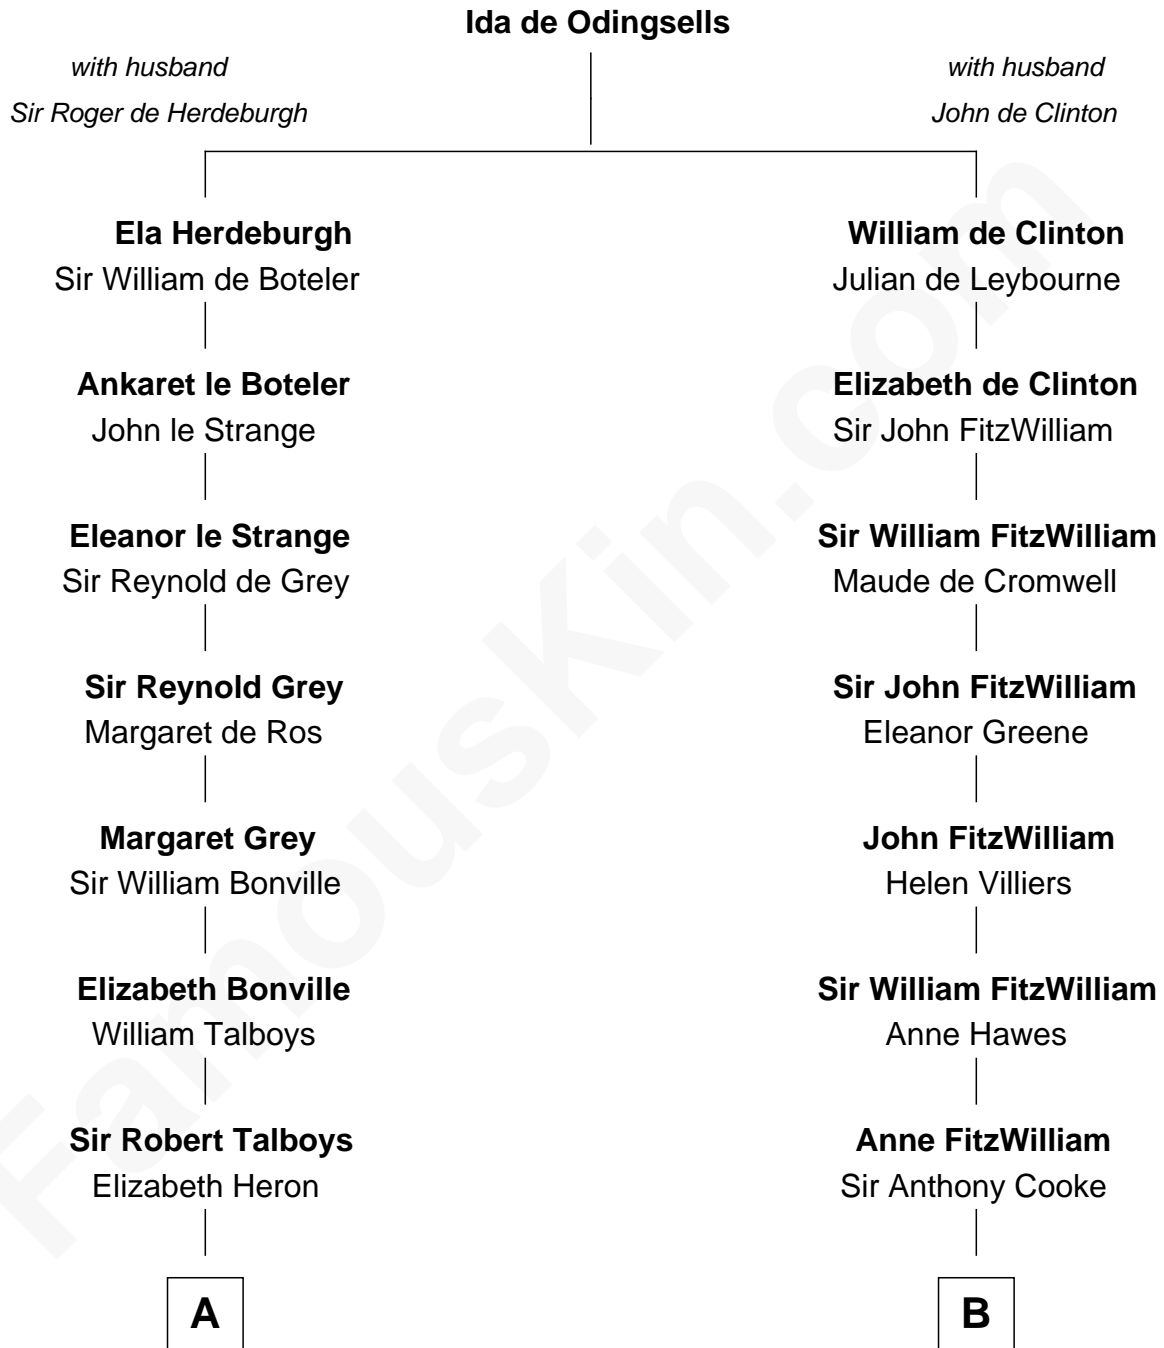 Ida de Odingsells
with husband
Sir Roger de Herdeburgh
with husband
John de Clinton
Ela Herdeburgh
Sir William de Boteler
William de Clinton
Julian de Leybourne
Ankaret le Boteler
John le Strange
Elizabeth de Clinton
Sir John FitzWilliam
Eleanor le Strange
Sir Reynold de Grey
Sir William FitzWilliam
Maude de Cromwell
Sir Reynold Grey
Margaret de Ros
Sir John FitzWilliam
Eleanor Greene
Margaret Grey
Sir William Bonville
John FitzWilliam
Helen Villiers
Elizabeth Bonville
William Talboys
Sir William FitzWilliam
Anne Hawes
Sir Robert Talboys
Elizabeth Heron
Anne FitzWilliam
Sir Anthony Cooke
A
B
FamousKin.com